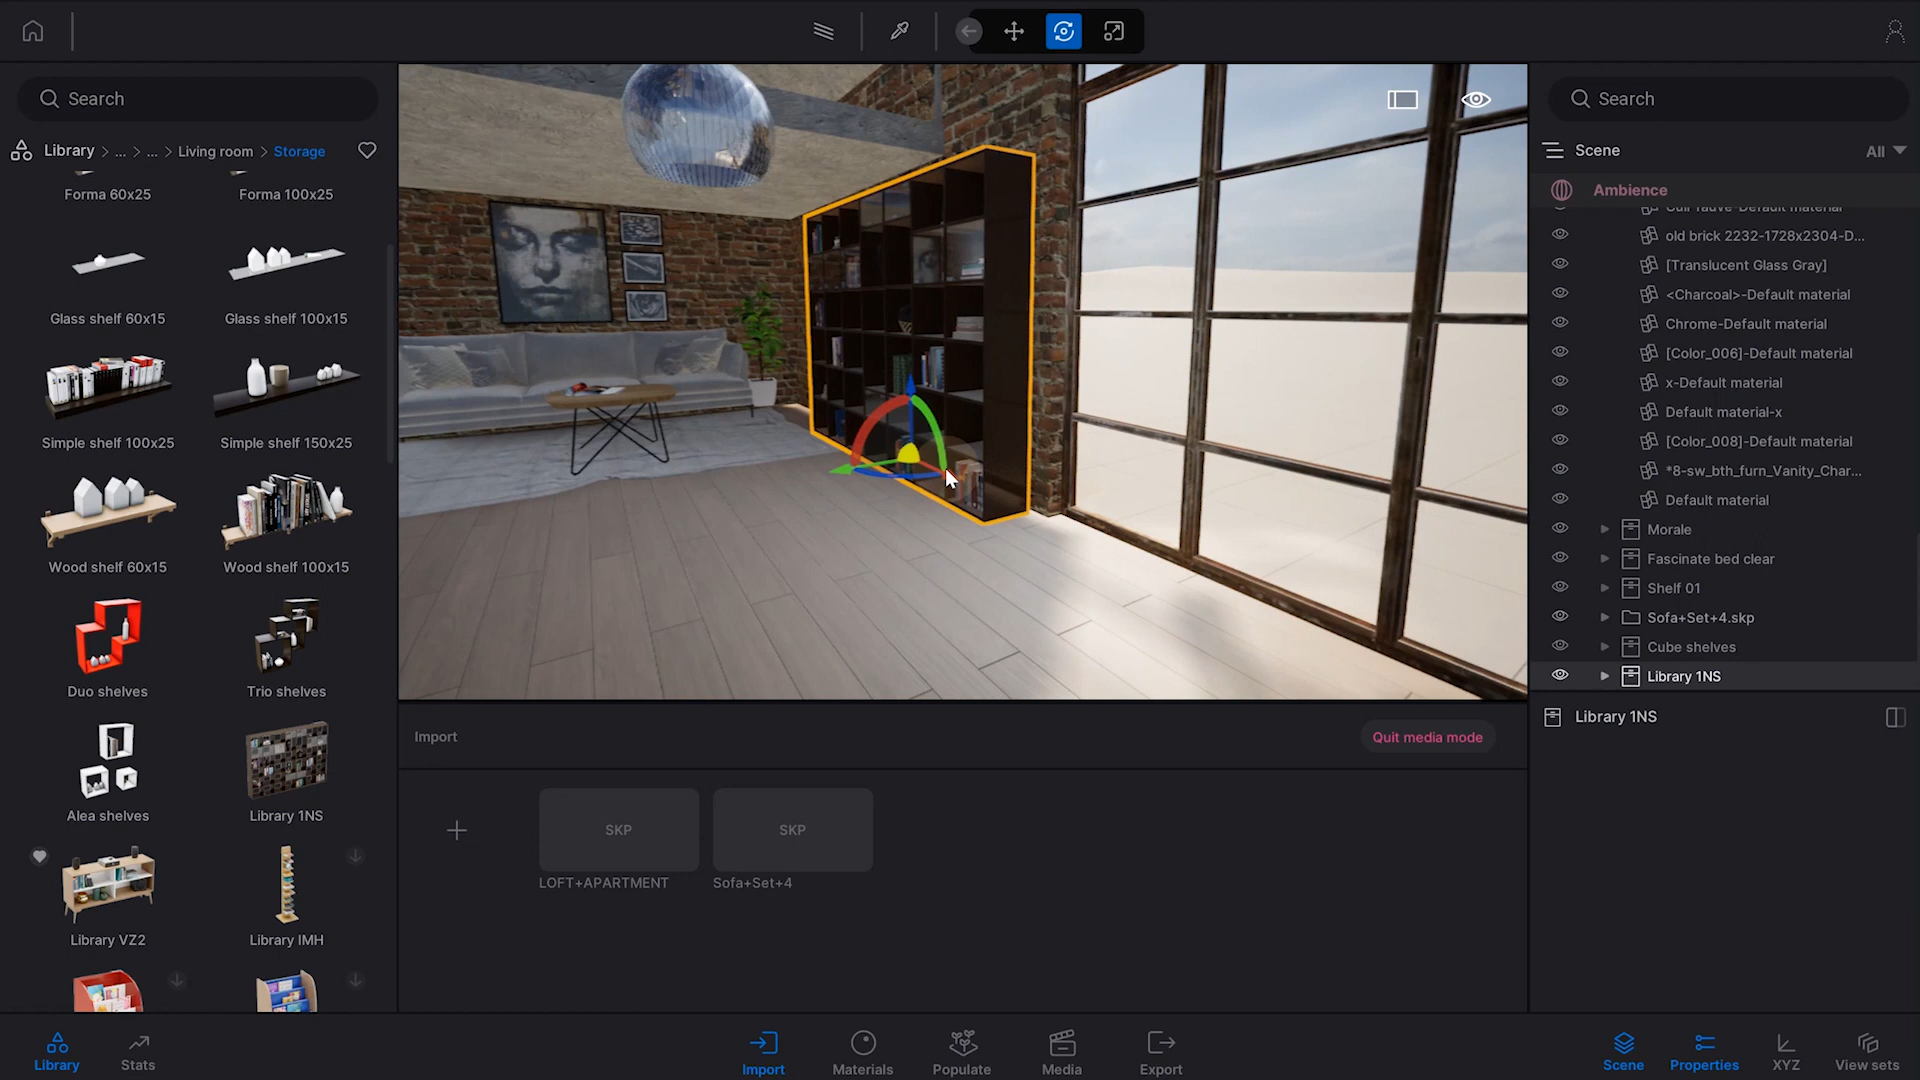 Search
Library > ... > ... > Living room > Storage
Forma 60x25
Forma 100x25
Glass shelf 60x15
Glass shelf 100x15
Simple shelf 100x25
Simple shelf 150x25
Wood shelf 60x15
Wood shelf 100x15
Duo shelves
Trio shelves
Alea shelves
Library 1NS
Library VZ2
Library IMH
Import
Quit media mode
SKP
SKP
LOFT+APARTMENT
Sofa+Set+4
Search
Scene
All
Ambience
Cuir fauve-Default material
old brick 2232-1728x2304-D...
[Translucent Glass Gray]
<Charcoal>-Default material
Chrome-Default material
[Color_006]-Default material
x-Default material
Default material-x
[Color_008]-Default material
*8-sw_bth_furn_Vanity_Char...
Default material
Morale
Fascinate bed clear
Shelf 01
Sofa+Set+4.skp
Cube shelves
Library 1NS
Library 1NS
Library
Stats
Import
Materials
Populate
Media
Export
Scene
Properties
XYZ
View sets